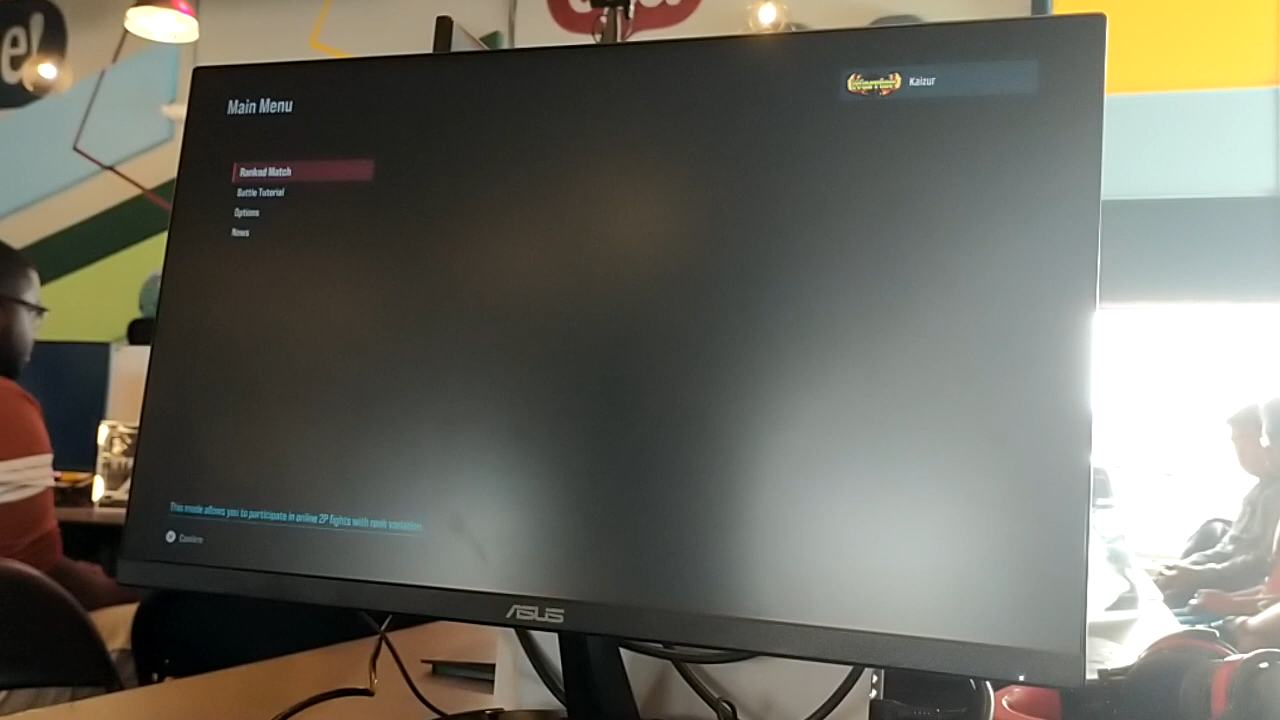 e!
Main Menu
Kaizur
Ranked Match
Battle Tutorial
Options
News
This mode allows you to participate in online 2P fights with rank variation.
Confirm
ASUS